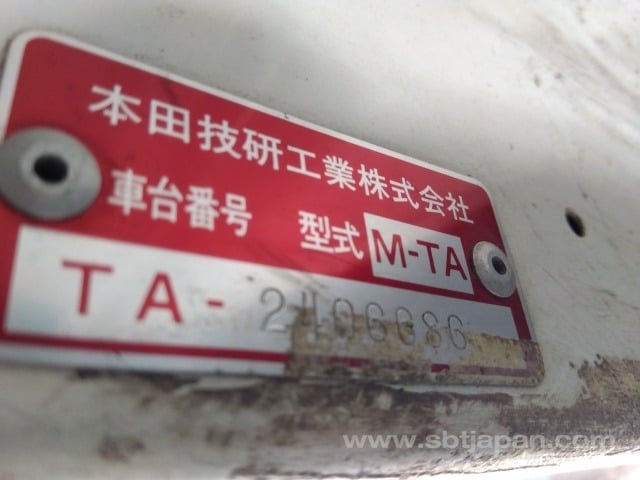 本田技研工業株式会社
車台番号 型式 M-TA
TA-2106686
www.sbtjapan.com